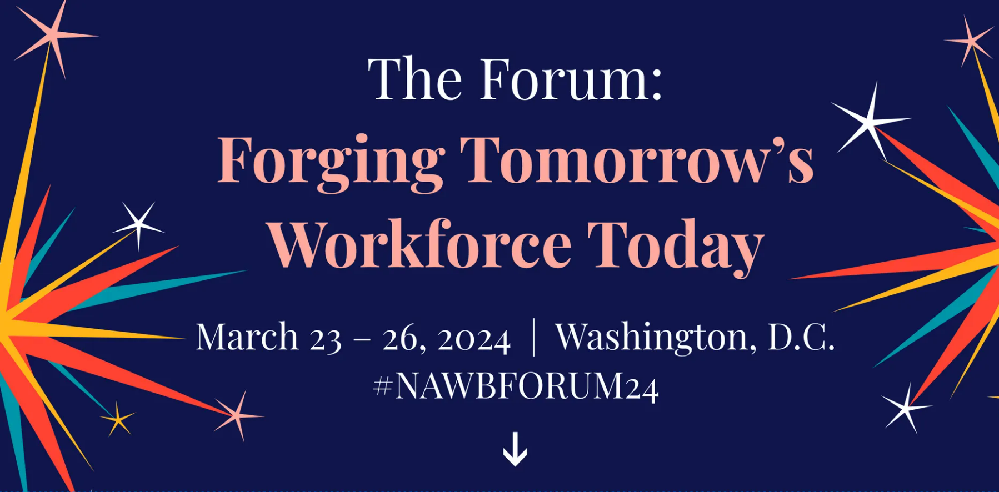 The Forum:
Forging Tomorrow’s
Workforce Today
March 23 – 26, 2024 | Washington, D.C.
#NAWBFORUM24